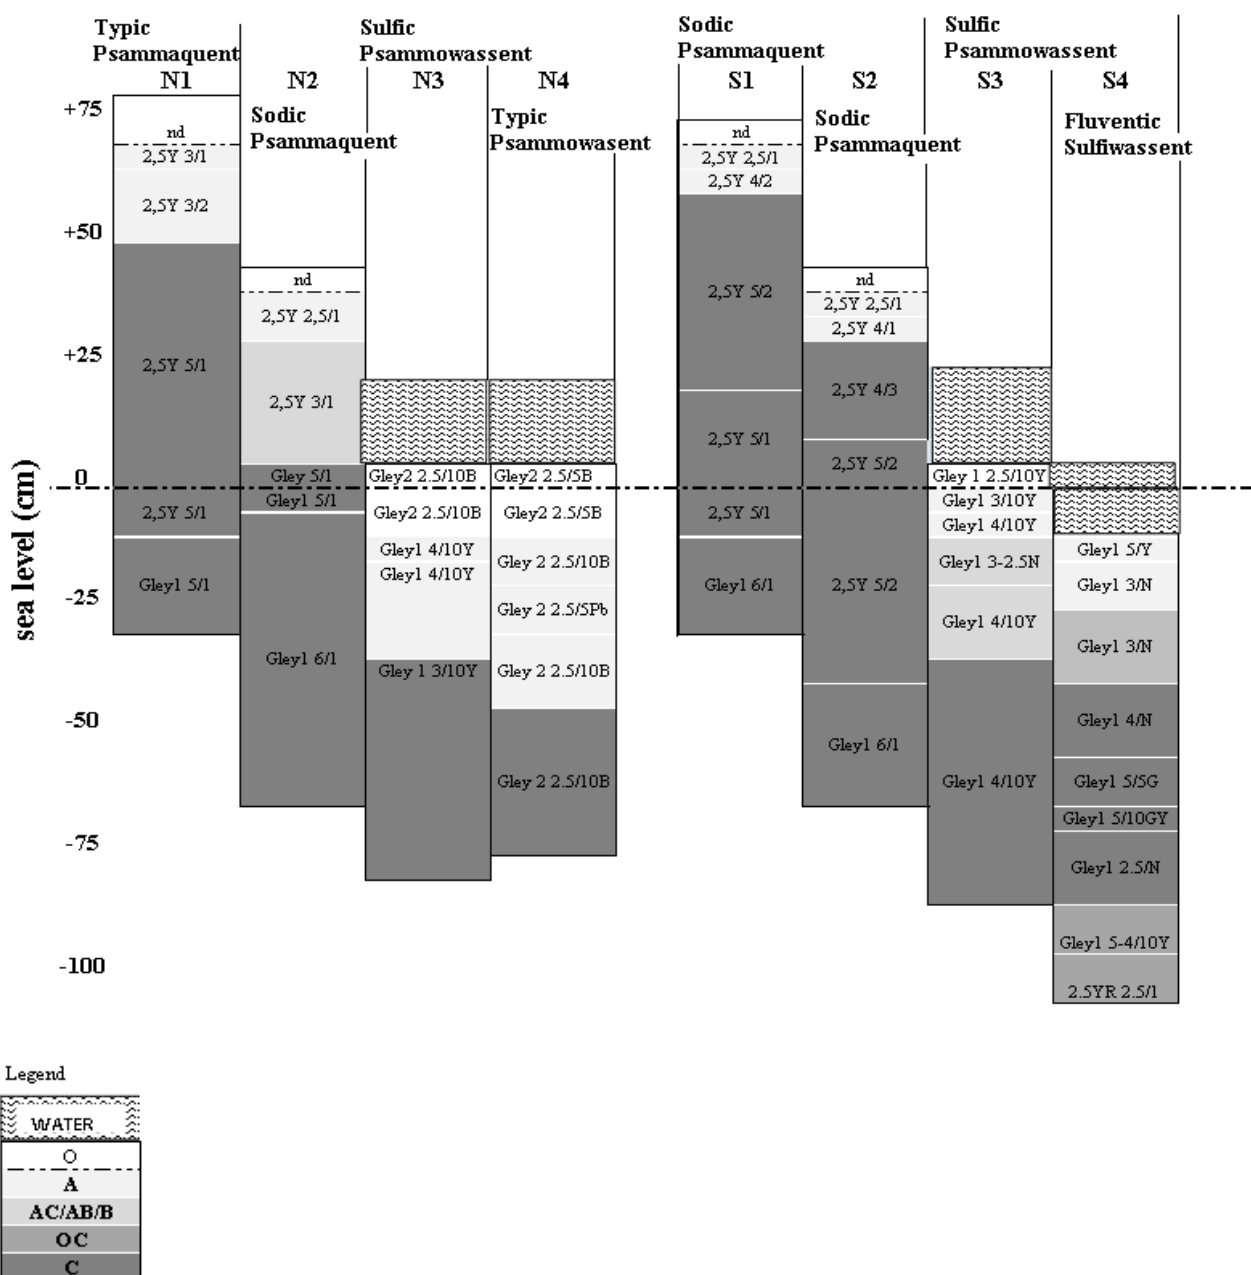 Typic
Psammaquent
N1
N2
Sodic
Psammaquent
Sulfic
Psammowassent
N3
N4
Typic
Psammowasent
Sodic
Psammaquent
S1
S2
Sodic
Psammaquent
Sulfic
Psammowassent
S3
S4
Fluventic
Sulfiwassent
sea level (cm)
+75
+50
+25
0
-25
-50
-75
-100
nd
2,5Y 3/1
2,5Y 3/2
2,5Y 5/1
2,5Y 5/1
Gley1 5/1
nd
2,5Y 2,5/1
2,5Y 3/1
Gley 5/1
Gley1 5/1
Gley1 6/1
Gley2 2.5/10B
Gley2 2.5/10B
Gley1 4/10Y
Gley1 4/10Y
Gley 1 3/10Y
Gley2 2.5/5B
Gley2 2.5/5B
Gley 2 2.5/10B
Gley 2 2.5/5Pb
Gley 2 2.5/10B
Gley 2 2.5/10B
nd
2,5Y 2,5/1
2,5Y 4/2
2,5Y 5/2
2,5Y 5/1
2,5Y 5/1
Gley1 6/1
nd
2,5Y 2,5/1
2,5Y 4/1
2,5Y 4/3
2,5Y 5/2
2,5Y 5/2
Gley1 6/1
Gley 1 2.5/10Y
Gley1 3/10Y
Gley1 4/10Y
Gley1 3-2.5N
Gley1 4/10Y
Gley1 4/10Y
Gley1 5/Y
Gley1 3/N
Gley1 3/N
Gley1 4/N
Gley1 5/5G
Gley1 5/10GY
Gley1 2.5/N
Gley1 5-4/10Y
2.5YR 2.5/1
Legend
WATER
O
A
AC/AB/B
OC
C